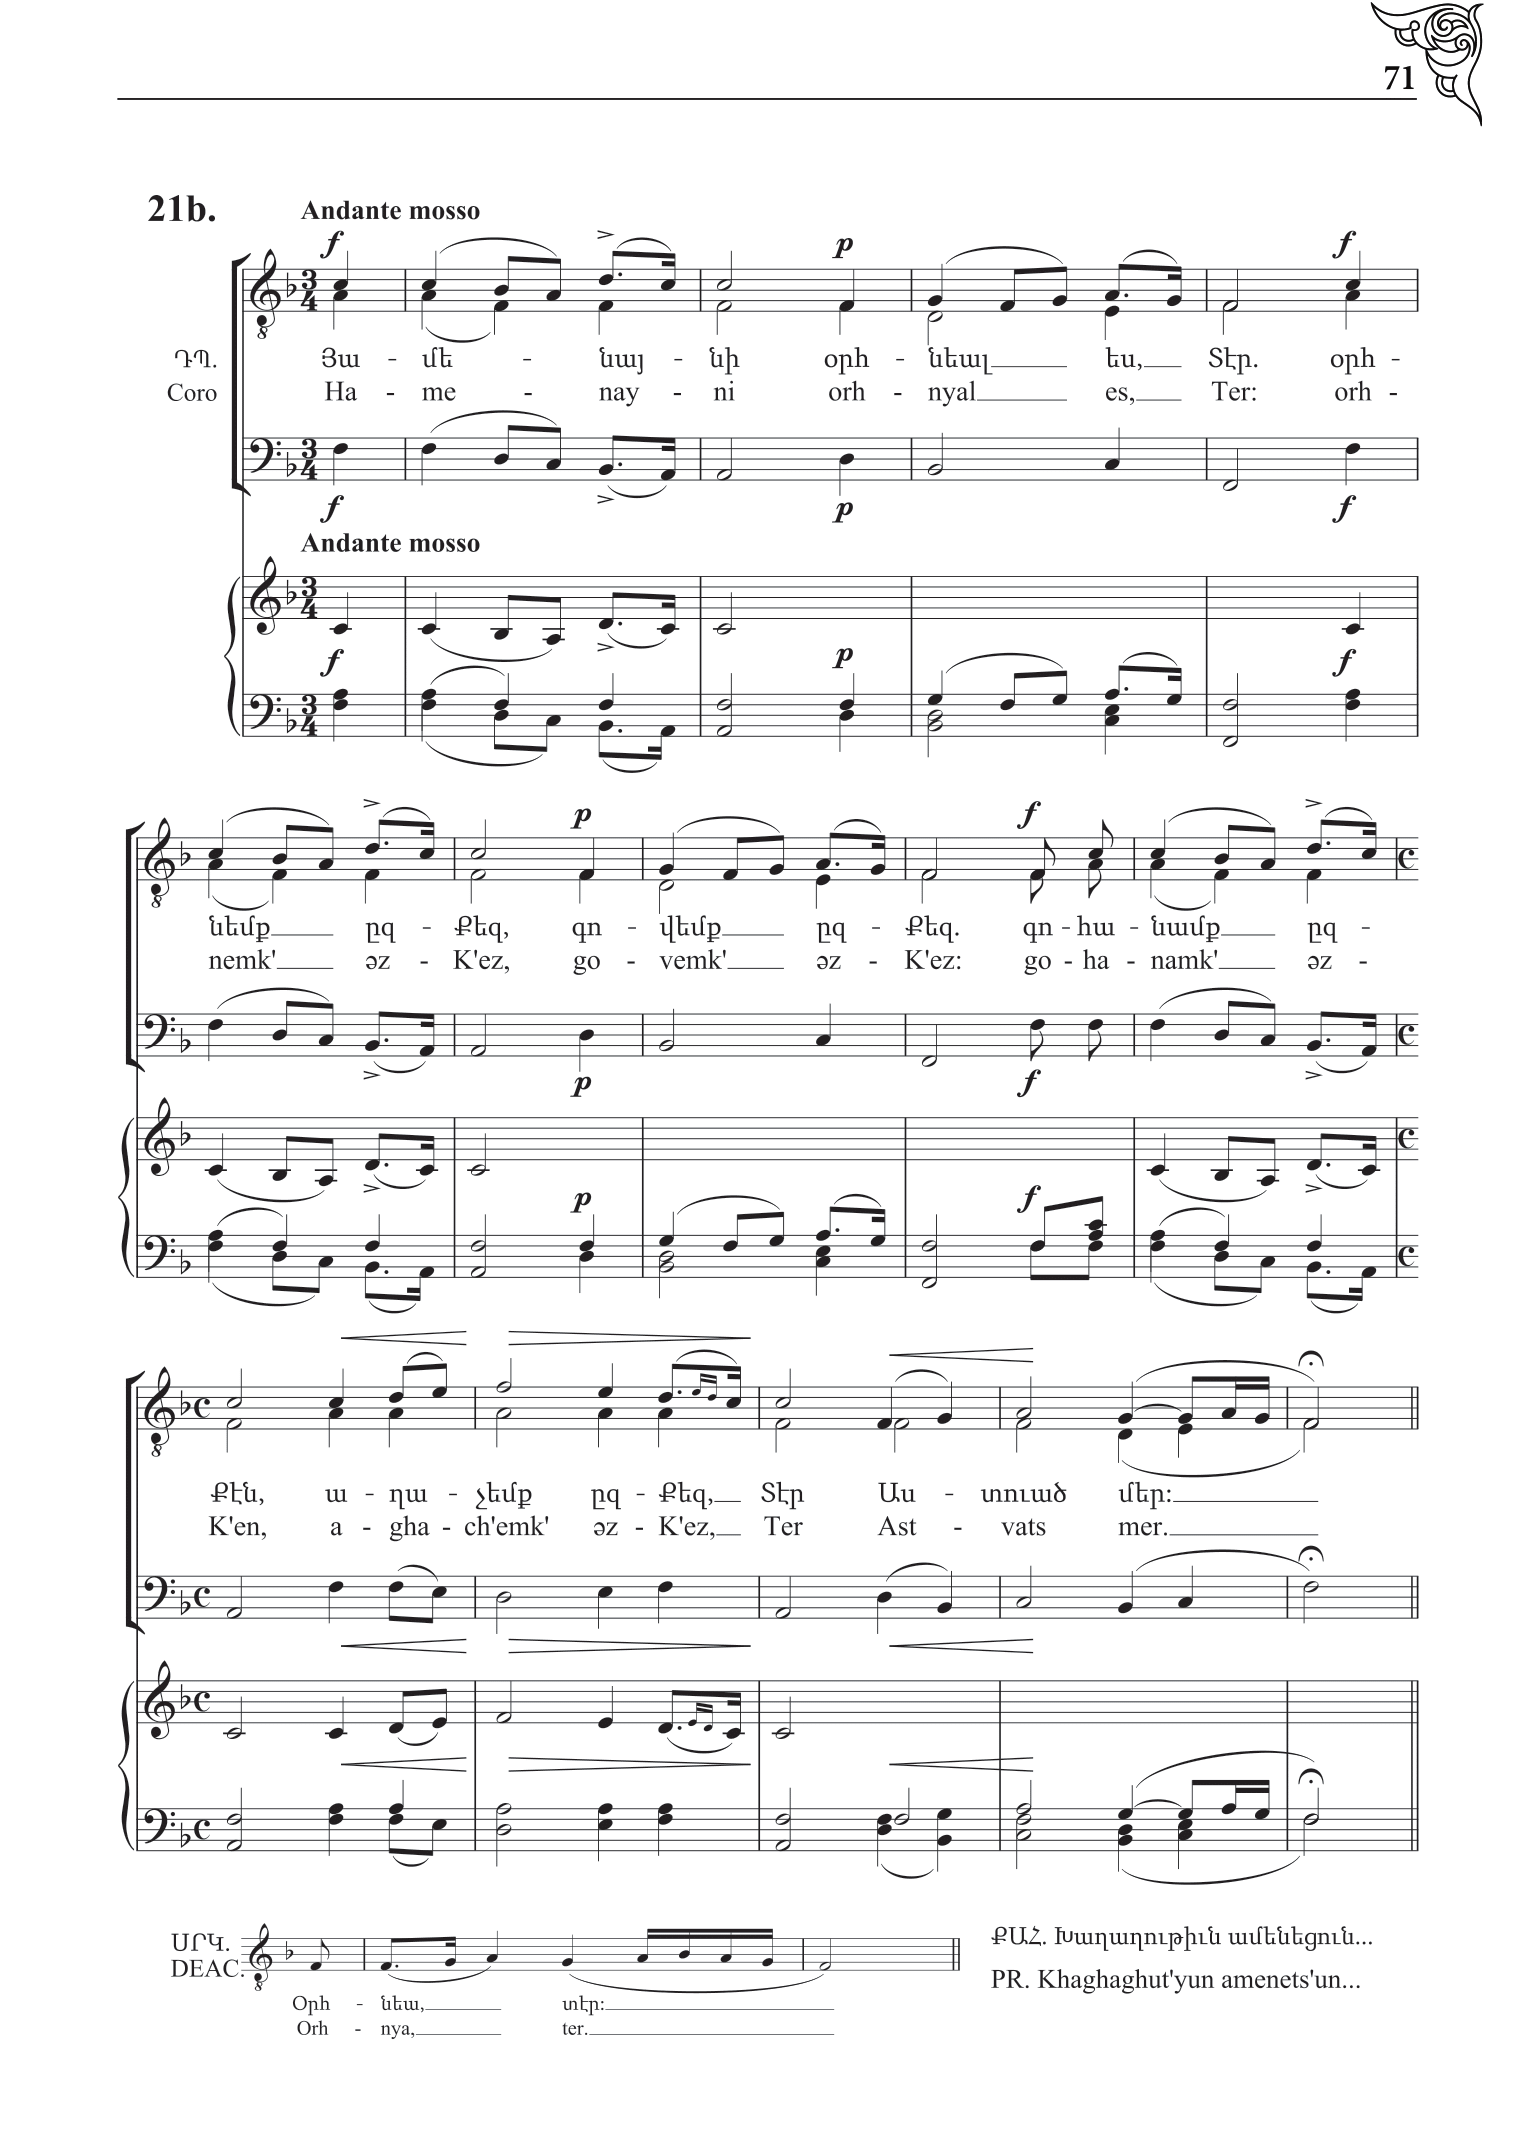 71
21b. Andante mosso
f p f
ԴՊ. Յա - մե - նայ - նի օրհ - նեալ ես, Տէր. օրհ -
Coro Ha - me - nay - ni orh - nyal es, Ter: orh -
f p f
Andante mosso
f p f
p f
նեմք ըզ - Քեզ, գո - վեմք ըզ - Քեզ. գո - հա - նամք ըզ -
nemk' əz - K'ez, go - vemk' əz - K'ez: go - ha - namk' əz -
p f
p f
Քէն, ա - ղա - չեմք ըզ - Քեզ, Տէր Աս - տուած մեր:
K'en, a - gha - ch'emk' əz - K'ez, Ter Ast - vats mer.
ՍՐԿ.
DEAC.
Օրհ - նեա, տէր:
Orh - nya, ter.
ՔԱՀ. Խաղաղութիւն ամենեցուն...
PR. Khaghaghut'yun amenets'un...